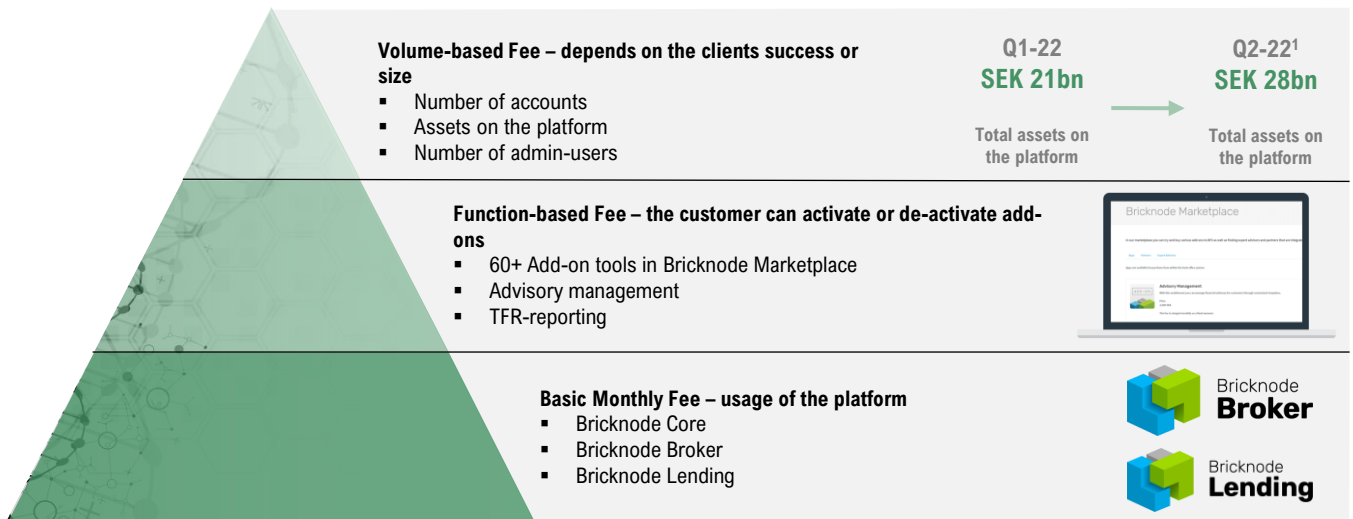 Volume-based Fee – depends on the clients success or
size
▪ Number of accounts
▪ Assets on the platform
▪ Number of admin-users
Q1-22
SEK 21bn
Total assets on
the platform
Q2-22¹
SEK 28bn
Total assets on
the platform
Function-based Fee – the customer can activate or de-activate add-
ons
▪ 60+ Add-on tools in Bricknode Marketplace
▪ Advisory management
▪ TFR-reporting
Bricknode Marketplace
Advisory Management
Basic Monthly Fee – usage of the platform
▪ Bricknode Core
▪ Bricknode Broker
▪ Bricknode Lending
Bricknode
Broker
Bricknode
Lending